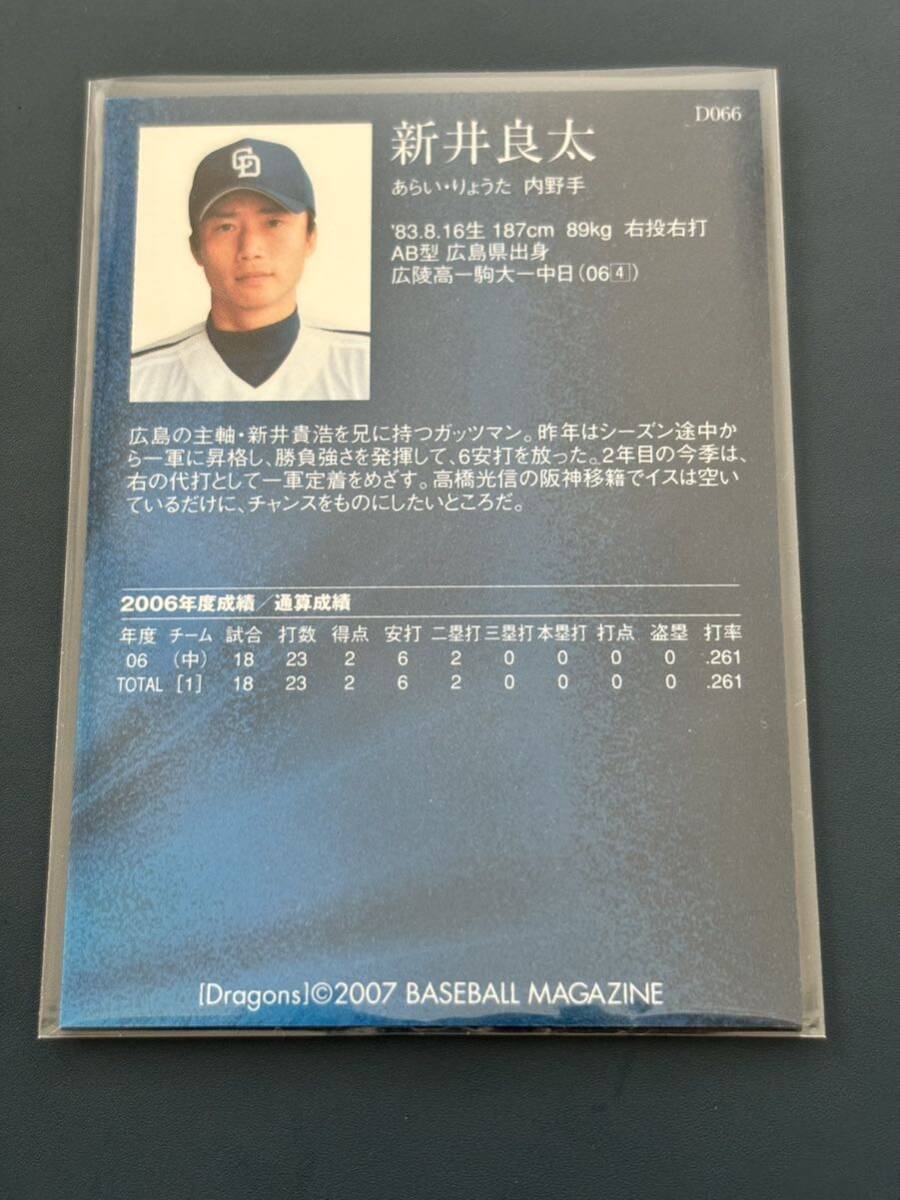 D066
新井良太
あらい・りょうた 内野手
'83.8.16生 187cm 89kg 右投右打
AB型 広島県出身
広陵高ー駒大ー中日(06④)
CD
広島の主軸・新井貴浩を兄に持つガッツマン。昨年はシーズン途中か
ら一軍に昇格し、勝負強さを発揮して、6安打を放った。2年目の今季は、
右の代打として一軍定着をめざす。高橋光信の阪神移籍でイスは空い
ているだけに、チャンスをものにしたいところだ。
2006年度成績/通算成績
年度 チーム 試合 打数 得点 安打 二塁打 三塁打 本塁打 打点 盗塁 打率
06 (中) 18 23 2 6 2 0 0 0 0 .261
TOTAL [1] 18 23 2 6 2 0 0 0 0 .261
[Dragons]©2007 BASEBALL MAGAZINE